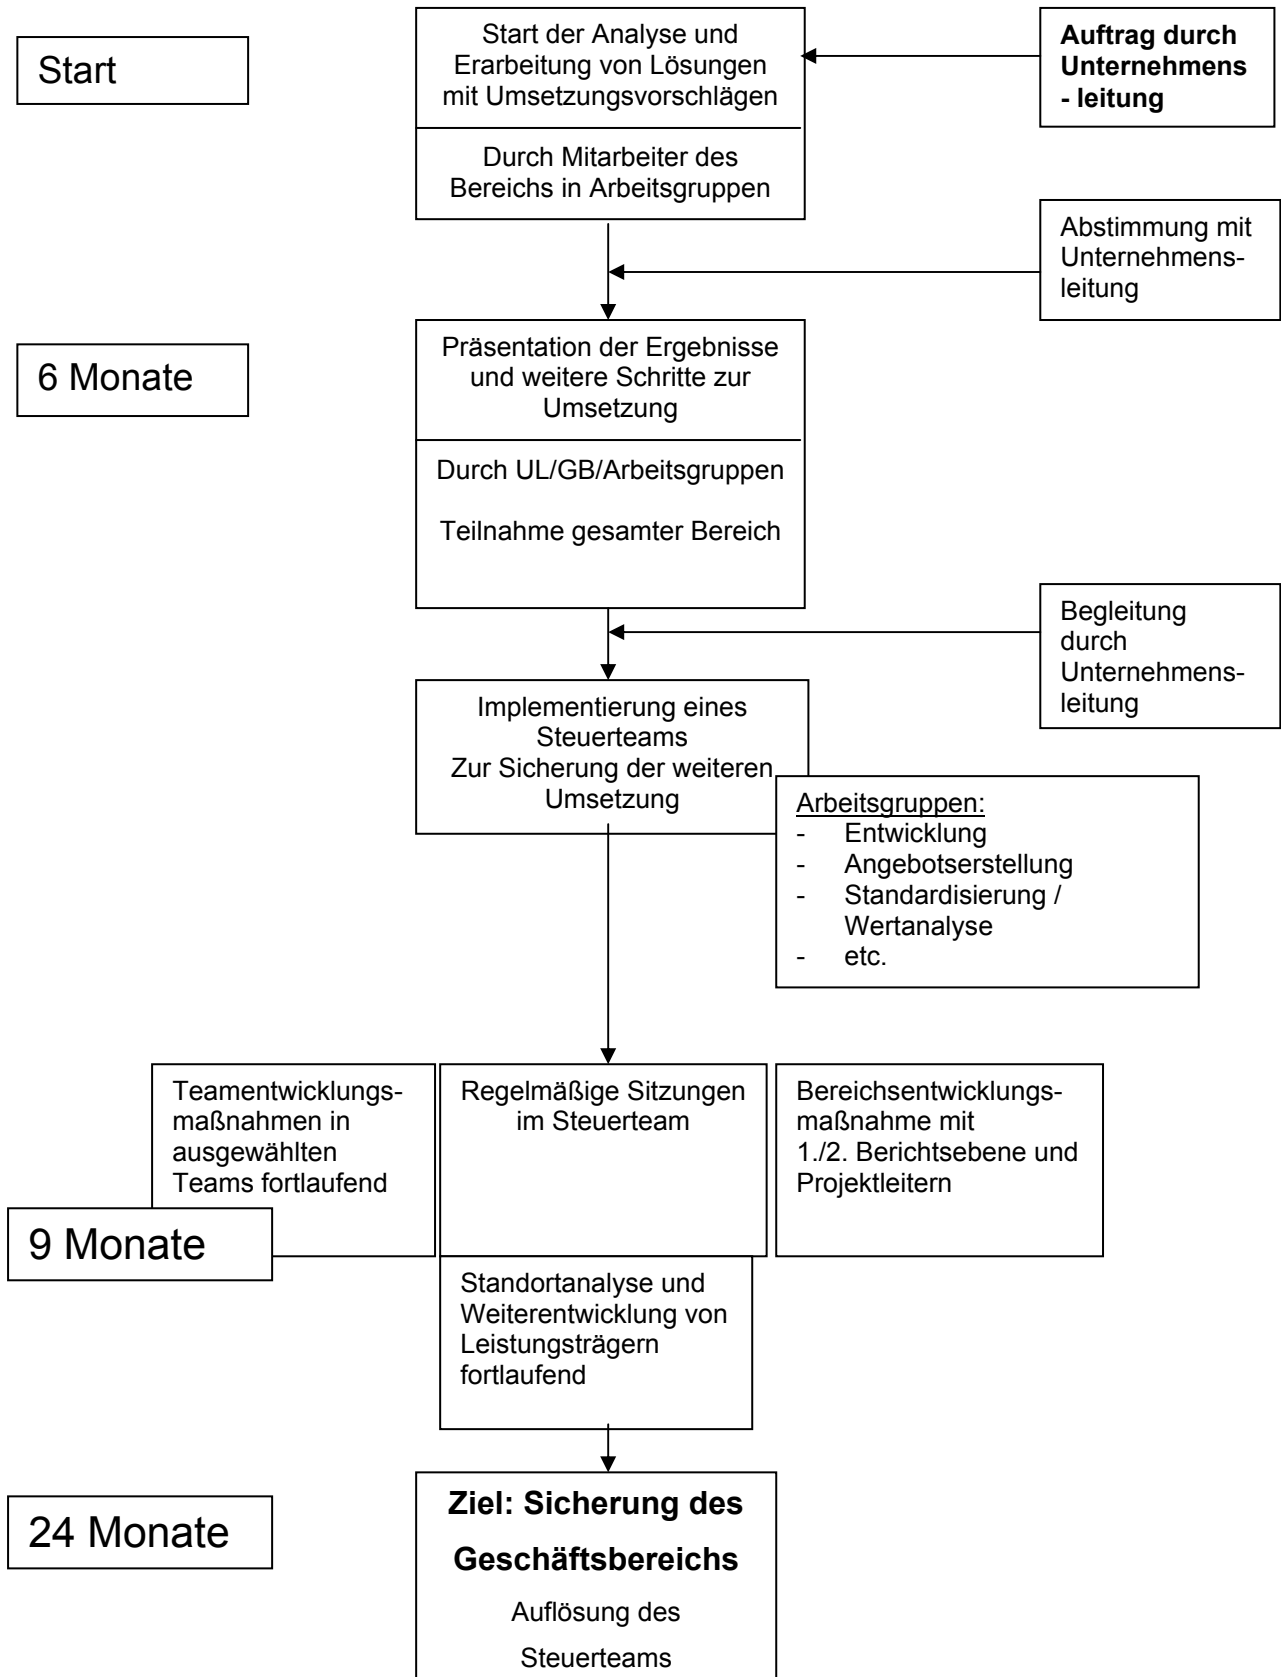 Start
Start der Analyse und
Erarbeitung von Lösungen
mit Umsetzungsvorschlägen
Durch Mitarbeiter des
Bereichs in Arbeitsgruppen
Auftrag durch
Unternehmens
- leitung
Abstimmung mit
Unternehmens-
leitung
6 Monate
Präsentation der Ergebnisse
und weitere Schritte zur
Umsetzung
Durch UL/GB/Arbeitsgruppen
Teilnahme gesamter Bereich
Begleitung
durch
Unternehmens-
leitung
Implementierung eines
Steuerteams
Zur Sicherung der weiteren
Umsetzung
Arbeitsgruppen:
- Entwicklung
- Angebotserstellung
- Standardisierung /
Wertanalyse
- etc.
Teamentwicklungs-
maßnahmen in
ausgewählten
Teams fortlaufend
Regelmäßige Sitzungen
im Steuerteam
Bereichsentwicklungs-
maßnahme mit
1./2. Berichtsebene und
Projektleitern
9 Monate
Standortanalyse und
Weiterentwicklung von
Leistungsträgern
fortlaufend
24 Monate
Ziel: Sicherung des
Geschäftsbereichs
Auflösung des
Steuerteams